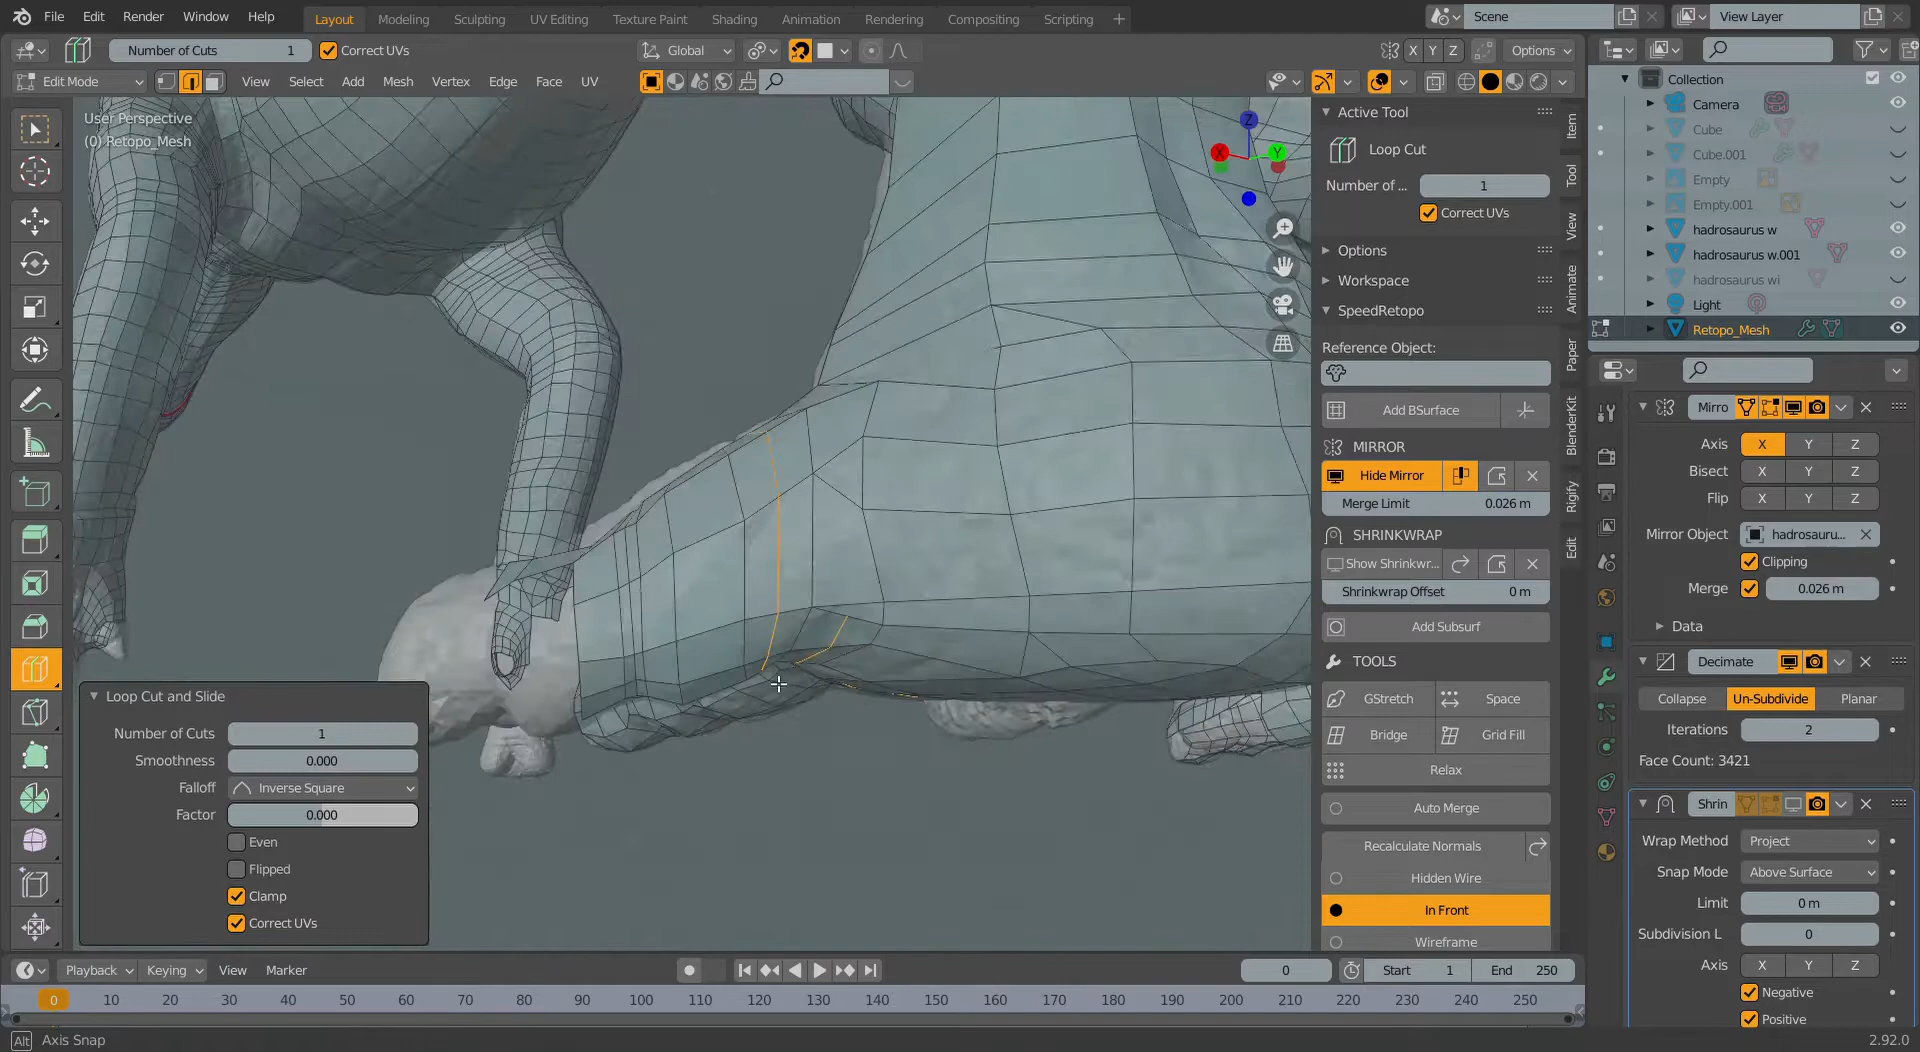 File Edit Render Window Help Layout Modeling Sculpting UV Editing Texture Paint Shading Animation Rendering Compositing Scripting + Scene View Layer
Number of Cuts 1 Correct UVs Global X Y Z Options
Edit Mode View Select Add Mesh Vertex Edge Face UV
User Perspective
(0) Retopo_Mesh
Z
X Y
Active Tool
Loop Cut
Number of ... 1
Correct UVs
Options
Workspace
SpeedRetopo
Reference Object:
Add BSurface
MIRROR
Hide Mirror
Merge Limit 0.026 m
SHRINKWRAP
Show Shrinkwr...
Shrinkwrap Offset 0 m
Add Subsurf
TOOLS
GStretch Space
Bridge Grid Fill
Relax
Auto Merge
Recalculate Normals
Hidden Wire
In Front
Wireframe
Item
Tool
View
Animate
Paper
BlenderKit
Rigify
Edit
Collection
Camera
Cube
Cube.001
Empty
Empty.001
hadrosaurus w
hadrosaurus w.001
hadrosaurus wi
Light
Retopo_Mesh
Mirro
Axis X Y Z
Bisect X Y Z
Flip X Y Z
Mirror Object hadrosauru...
Clipping
Merge 0.026 m
Data
Decimate
Collapse Un-Subdivide Planar
Iterations 2
Face Count: 3421
Shrin
Wrap Method Project
Snap Mode Above Surface
Limit 0 m
Subdivision L 0
Axis X Y Z
Negative
Positive
Loop Cut and Slide
Number of Cuts 1
Smoothness 0.000
Falloff Inverse Square
Factor 0.000
Even
Flipped
Clamp
Correct UVs
Playback Keying View Marker 0 Start 1 End 250
0 10 20 30 40 50 60 70 80 90 100 110 120 130 140 150 160 170 180 190 200 210 220 230 240 250
Alt Axis Snap 2.92.0